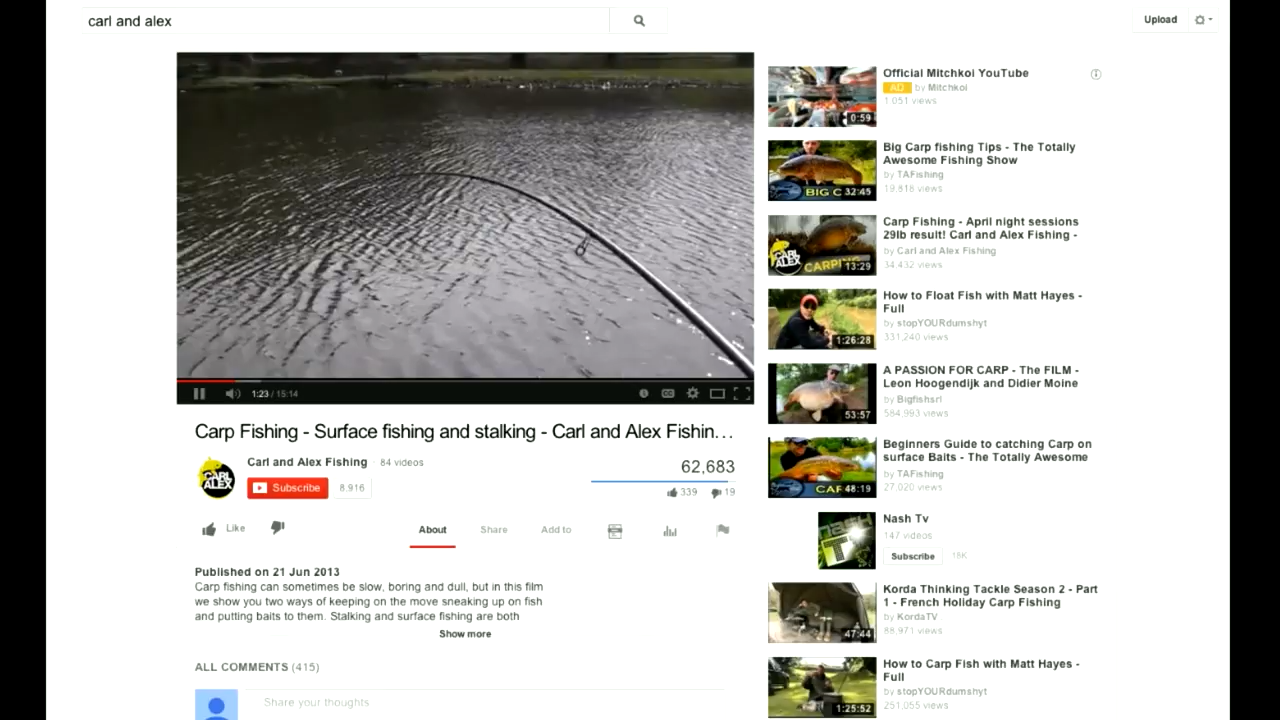 carl and alex
Upload
1:23 / 15:14
Carp Fishing - Surface fishing and stalking - Carl and Alex Fishin...
CARL
ALEX
Carl and Alex Fishing · 84 videos
Subscribe 8,916
62,683
339 19
Like
About Share Add to
Published on 21 Jun 2013
Carp fishing can sometimes be slow, boring and dull, but in this film
we show you two ways of keeping on the move sneaking up on fish
and putting baits to them. Stalking and surface fishing are both
Show more
ALL COMMENTS (415)
Share your thoughts
0:59
Official Mitchkoi YouTube
AD by Mitchkoi
1,051 views
BIG C 32:45
Big Carp fishing Tips - The Totally
Awesome Fishing Show
by TAFishing
19,818 views
CARL
ALEX
CARPING
13:29
Carp Fishing - April night sessions
29lb result! Carl and Alex Fishing -
by Carl and Alex Fishing
34,432 views
1:26:28
How to Float Fish with Matt Hayes -
Full
by stopYOURdumshyt
331,240 views
53:57
A PASSION FOR CARP - The FILM -
Leon Hoogendijk and Didier Moine
by Bigfishsrl
584,993 views
CAF 48:19
Beginners Guide to catching Carp on
surface Baits - The Totally Awesome
by TAFishing
27,020 views
nash
Nash Tv
147 videos
Subscribe 18K
47:44
Korda Thinking Tackle Season 2 - Part
1 - French Holiday Carp Fishing
by KordaTV
88,971 views
1:25:52
How to Carp Fish with Matt Hayes -
Full
by stopYOURdumshyt
251,055 views